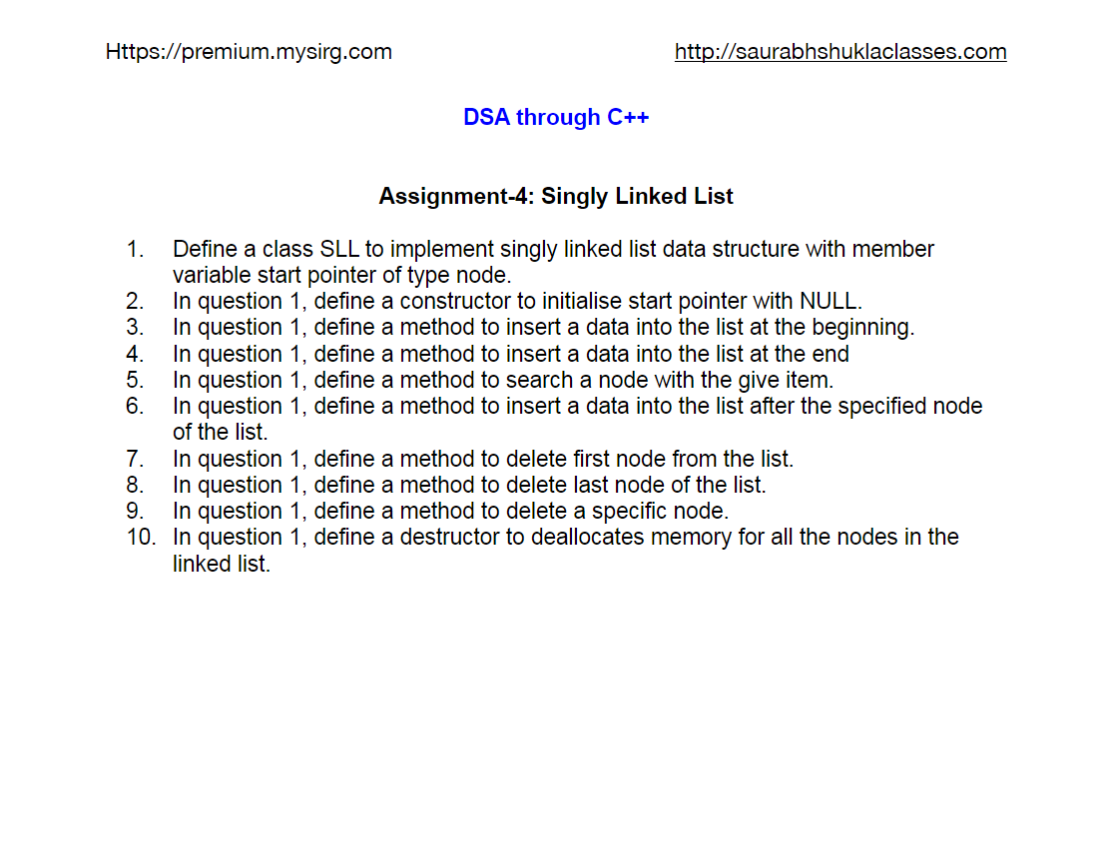 Https://premium.mysirg.com
http://saurabhshuklaclasses.com
DSA through C++
Assignment-4: Singly Linked List
1. Define a class SLL to implement singly linked list data structure with member
variable start pointer of type node.
2. In question 1, define a constructor to initialise start pointer with NULL.
3. In question 1, define a method to insert a data into the list at the beginning.
4. In question 1, define a method to insert a data into the list at the end
5. In question 1, define a method to search a node with the give item.
6. In question 1, define a method to insert a data into the list after the specified node
of the list.
7. In question 1, define a method to delete first node from the list.
8. In question 1, define a method to delete last node of the list.
9. In question 1, define a method to delete a specific node.
10. In question 1, define a destructor to deallocates memory for all the nodes in the
linked list.